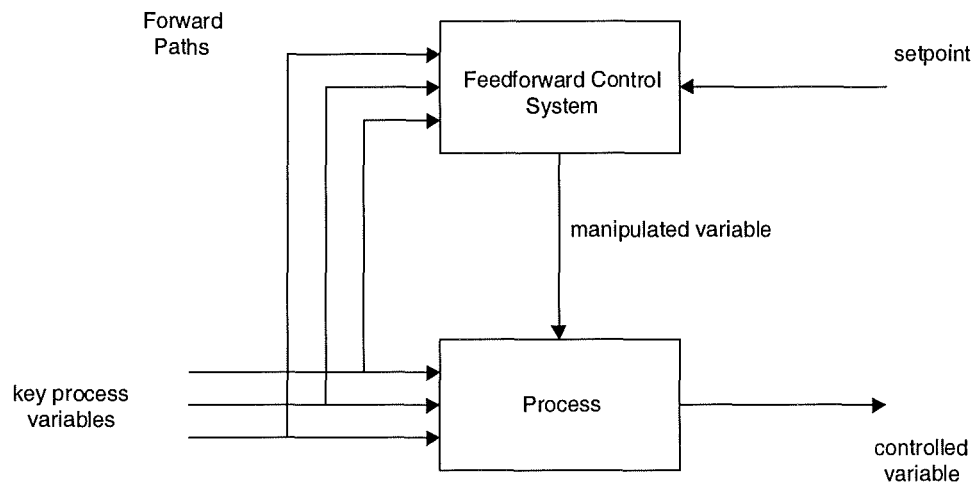 Forward
Paths
setpoint
Feedforward Control
System
manipulated variable
key process
variables
Process
controlled
variable